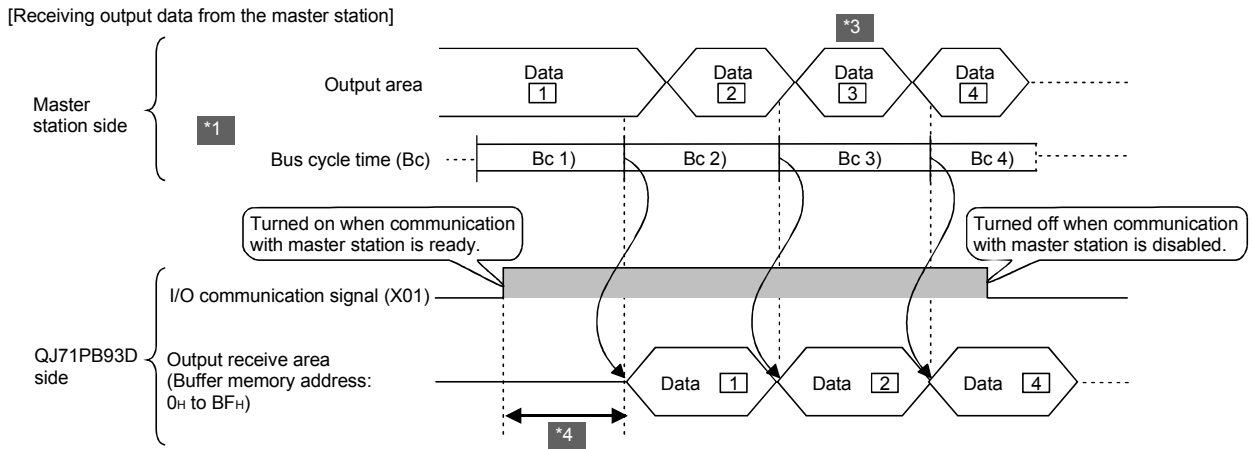 [Receiving output data from the master station]
*3
Master
station side
*1
Output area
Data
1
Data
2
Data
3
Data
4
Bus cycle time (Bc)
Bc 1)
Bc 2)
Bc 3)
Bc 4)
Turned on when communication
with master station is ready.
Turned off when communication
with master station is disabled.
I/O communication signal (X01)
QJ71PB93D
side
Output receive area
(Buffer memory address:
0H to BFH)
Data 1
Data 2
Data 4
*4